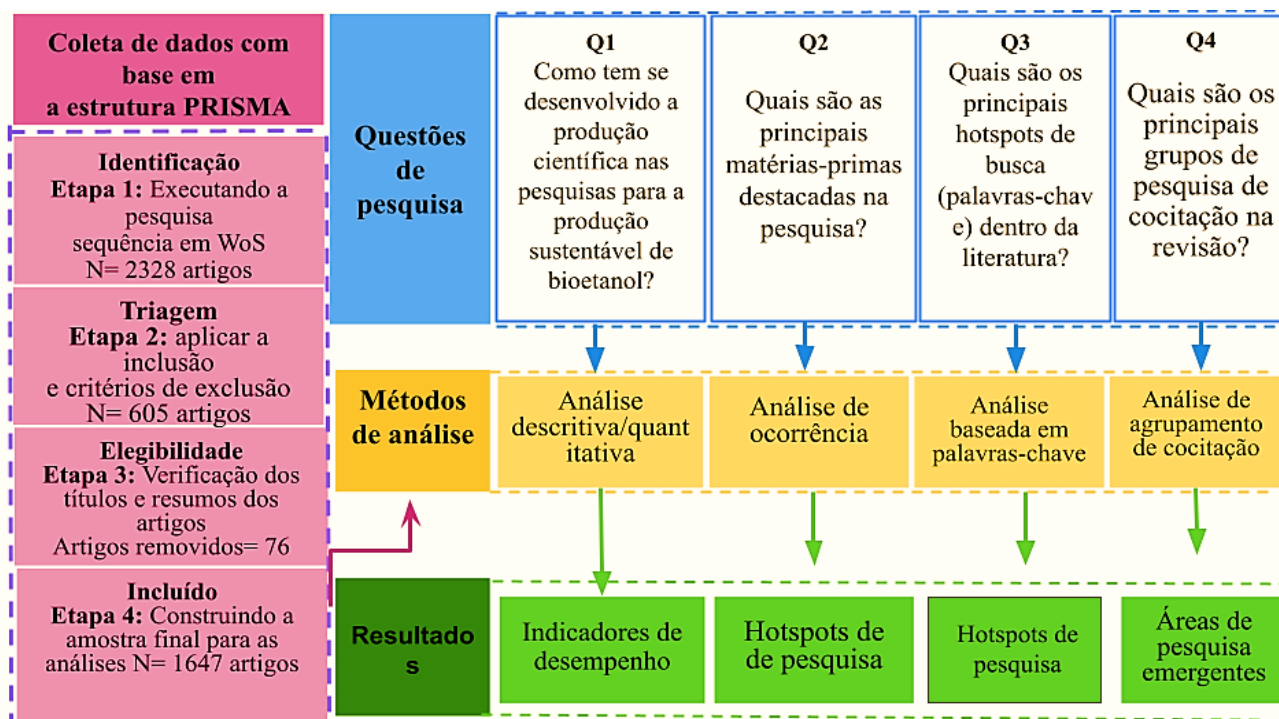 Coleta de dados com
base em
a estrutura PRISMA
Identificação
Etapa 1: Executando a
pesquisa
sequência em WoS
N= 2328 artigos
Triagem
Etapa 2: aplicar a
inclusão
e critérios de exclusão
N= 605 artigos
Elegibilidade
Etapa 3: Verificação dos
títulos e resumos dos
artigos
Artigos removidos= 76
Incluído
Etapa 4: Construindo a
amostra final para as
análises N= 1647 artigos
Questões
de
pesquisa
Q1
Como tem se
desenvolvido a
produção
científica nas
pesquisas para a
produção
sustentável de
bioetanol?
Q2
Quais são as
principais
matérias-primas
destacadas na
pesquisa?
Q3
Quais são os
principais
hotspots de
busca
(palavras-chav
e) dentro da
literatura?
Q4
Quais são os
principais
grupos de
pesquisa de
cocitação na
revisão?
Métodos
de análise
Análise
descritiva/quant
itativa
Análise de
ocorrência
Análise
baseada em
palavras-chave
Análise de
agrupamento
de cocitação
Resultado
s
Indicadores de
desempenho
Hotspots de
pesquisa
Hotspots de
pesquisa
Áreas de
pesquisa
emergentes